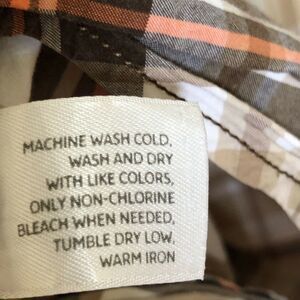 MACHINE WASH COLD,
WASH AND DRY
WITH LIKE COLORS,
ONLY NON-CHLORINE
BLEACH WHEN NEEDED,
TUMBLE DRY LOW,
WARM IRON